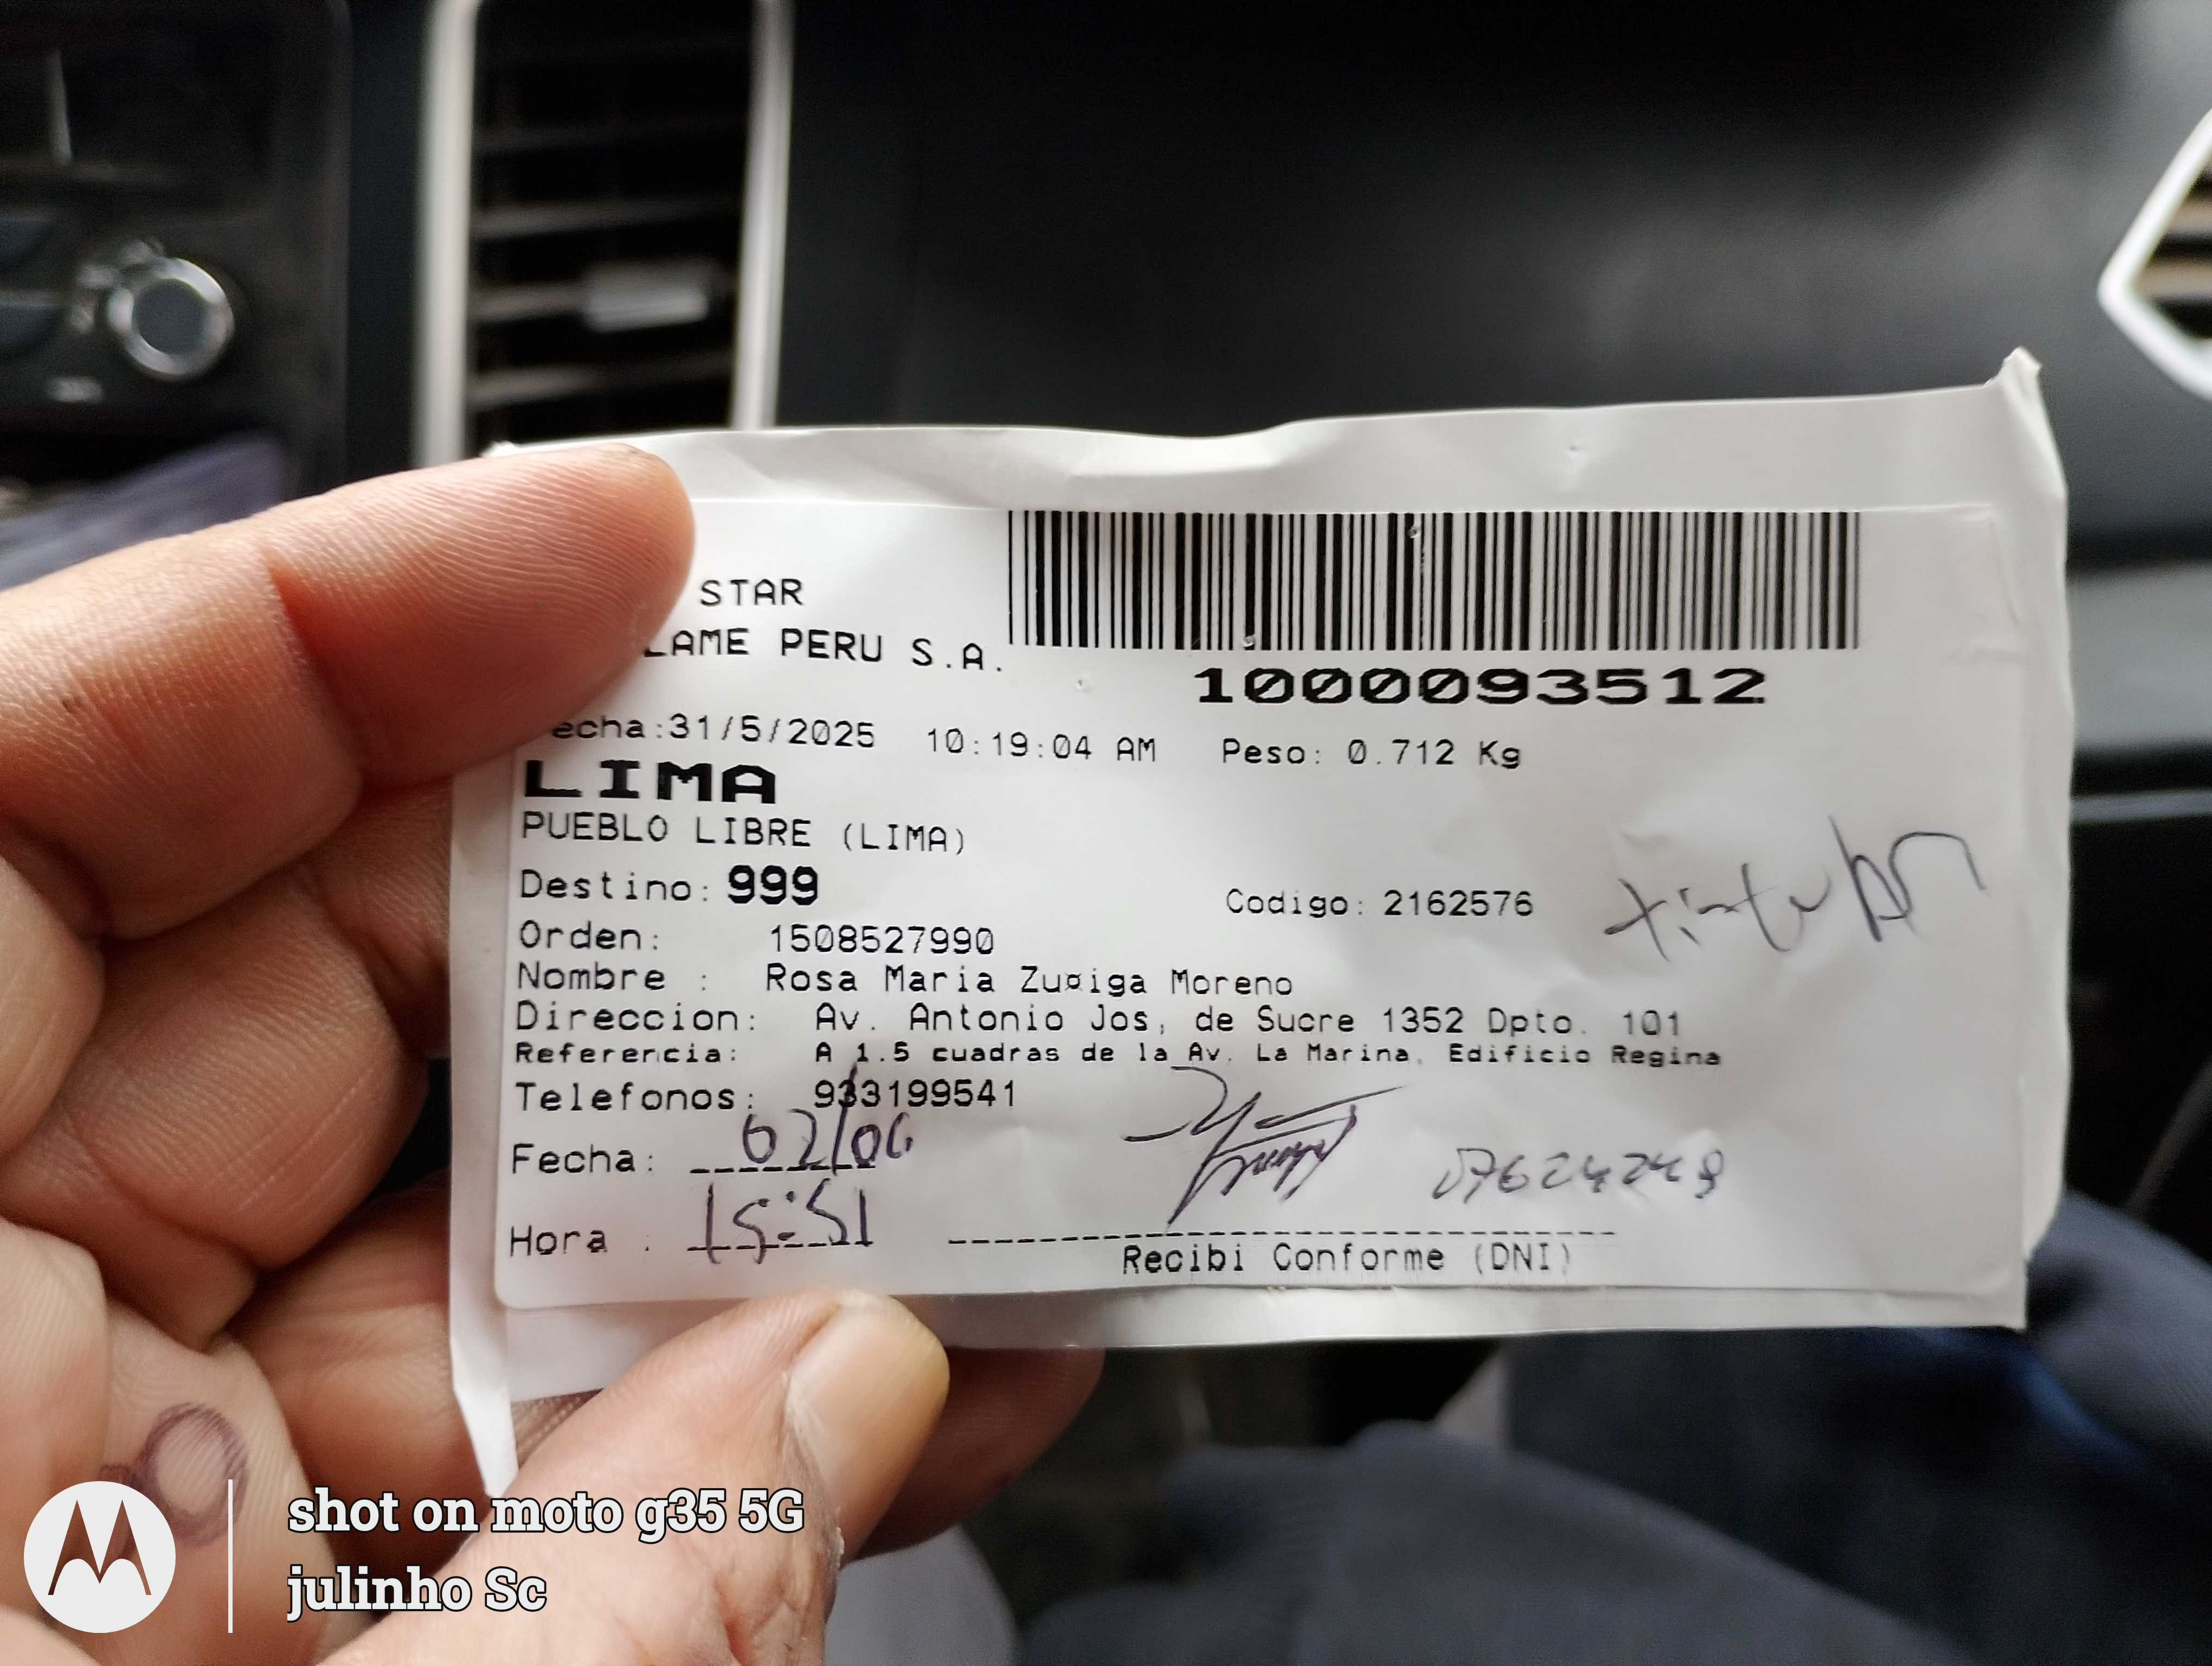 STAR
LAME PERU S.A.
1000093512
echa:31/5/2025 10:19:04 AM Peso: 0.712 Kg
LIMA
PUEBLO LIBRE (LIMA)
Destino: 999 Codigo: 2162576
Orden: 1508527990
Nombre : Rosa Maria Zu¤iga Moreno
Direccion: Av. Antonio Jos, de Sucre 1352 Dpto. 101
Referencia: A 1.5 cuadras de la Av. La Marina, Edificio Regina
Telefonos: 933199541
Fecha: 02/06
Hora : 15:51
Recibi Conforme (DNI)
shot on moto g35 5G
julinho Sc